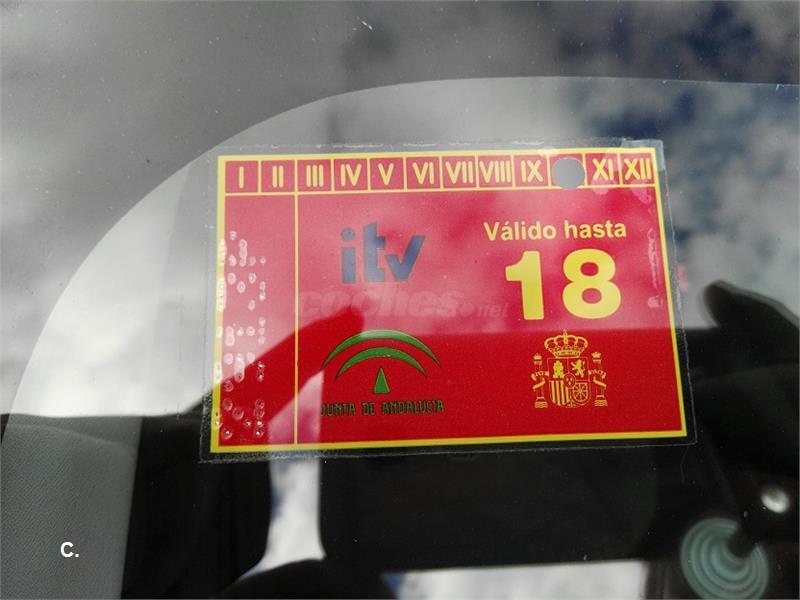 I II III IV V VI VII VIII IX XI XII
itv
Válido hasta
18
coches.net
JUNTA DE ANDALUCIA
C.